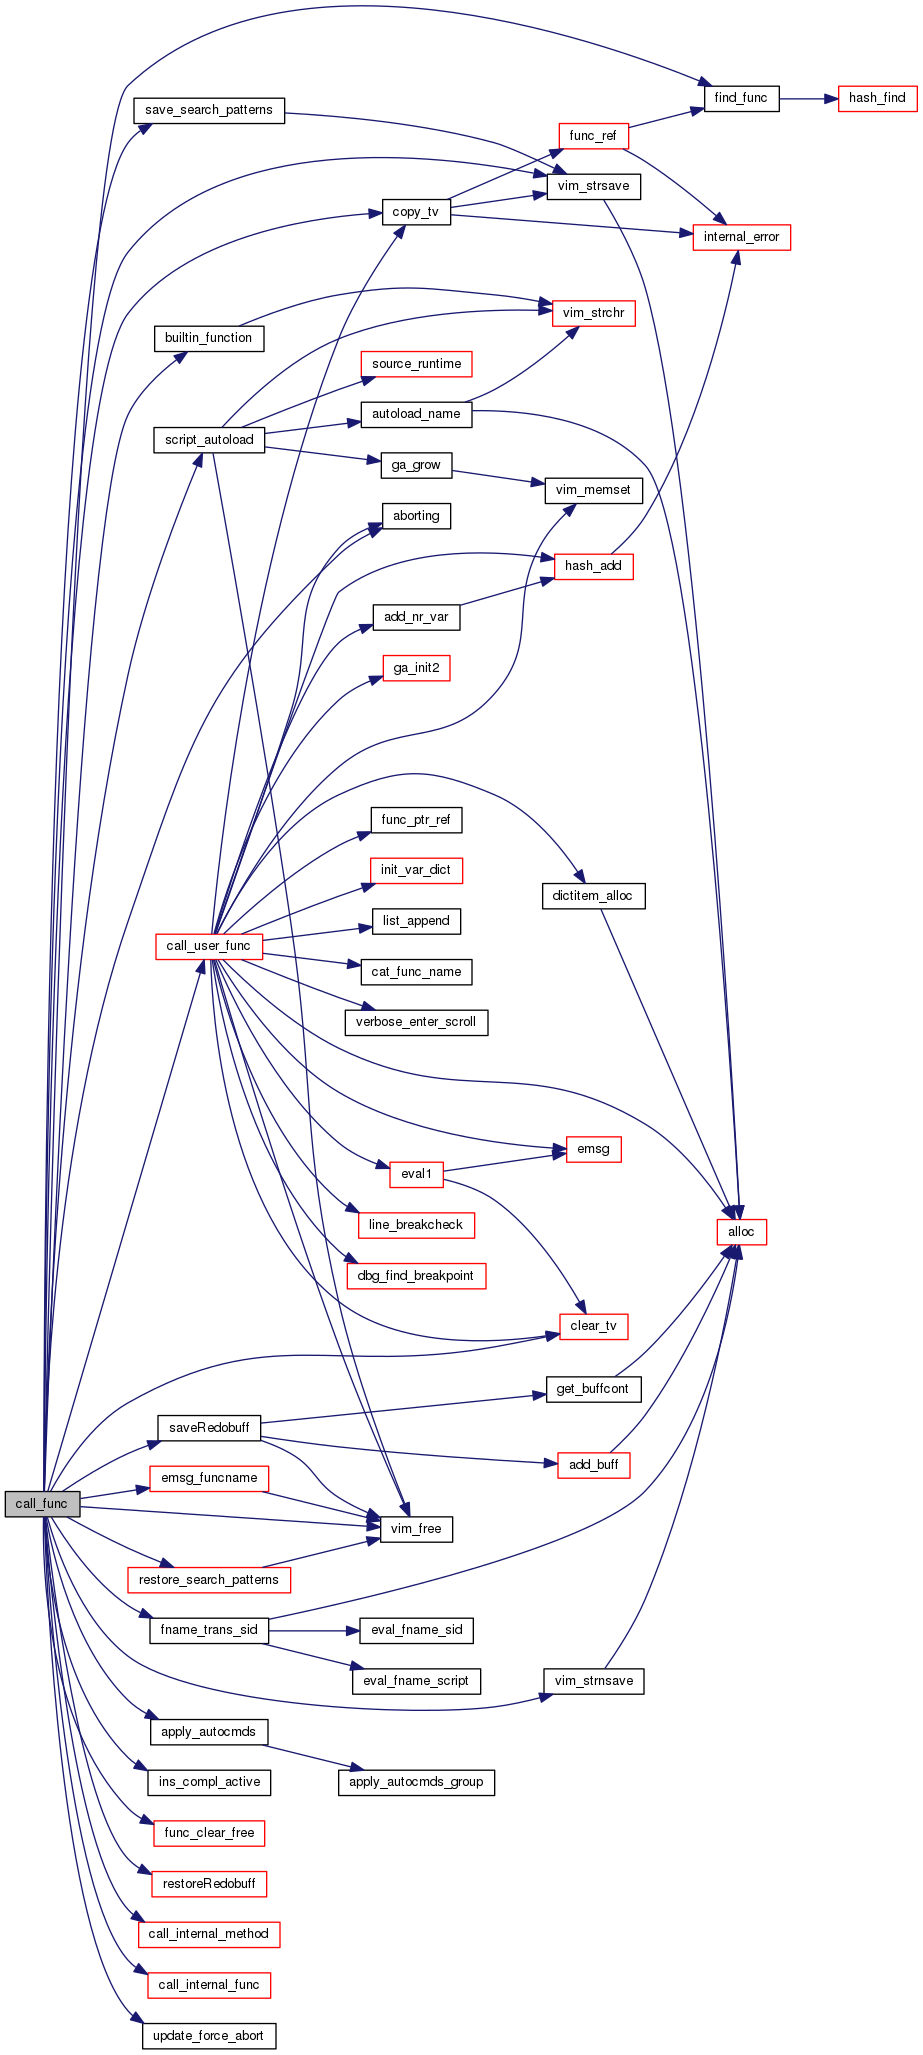 find_func
hash_find
save_search_patterns
func_ref
vim_strsave
copy_tv
internal_error
vim_strchr
builtin_function
source_runtime
autoload_name
script_autoload
ga_grow
vim_memset
aborting
hash_add
add_nr_var
ga_init2
func_ptr_ref
init_var_dict
dictitem_alloc
list_append
call_user_func
cat_func_name
verbose_enter_scroll
emsg
eval1
line_breakcheck
alloc
dbg_find_breakpoint
clear_tv
get_buffcont
saveRedobuff
add_buff
emsg_funcname
call_func
vim_free
restore_search_patterns
fname_trans_sid
eval_fname_sid
eval_fname_script
vim_strnsave
apply_autocmds
ins_compl_active
apply_autocmds_group
func_clear_free
restoreRedobuff
call_internal_method
call_internal_func
update_force_abort